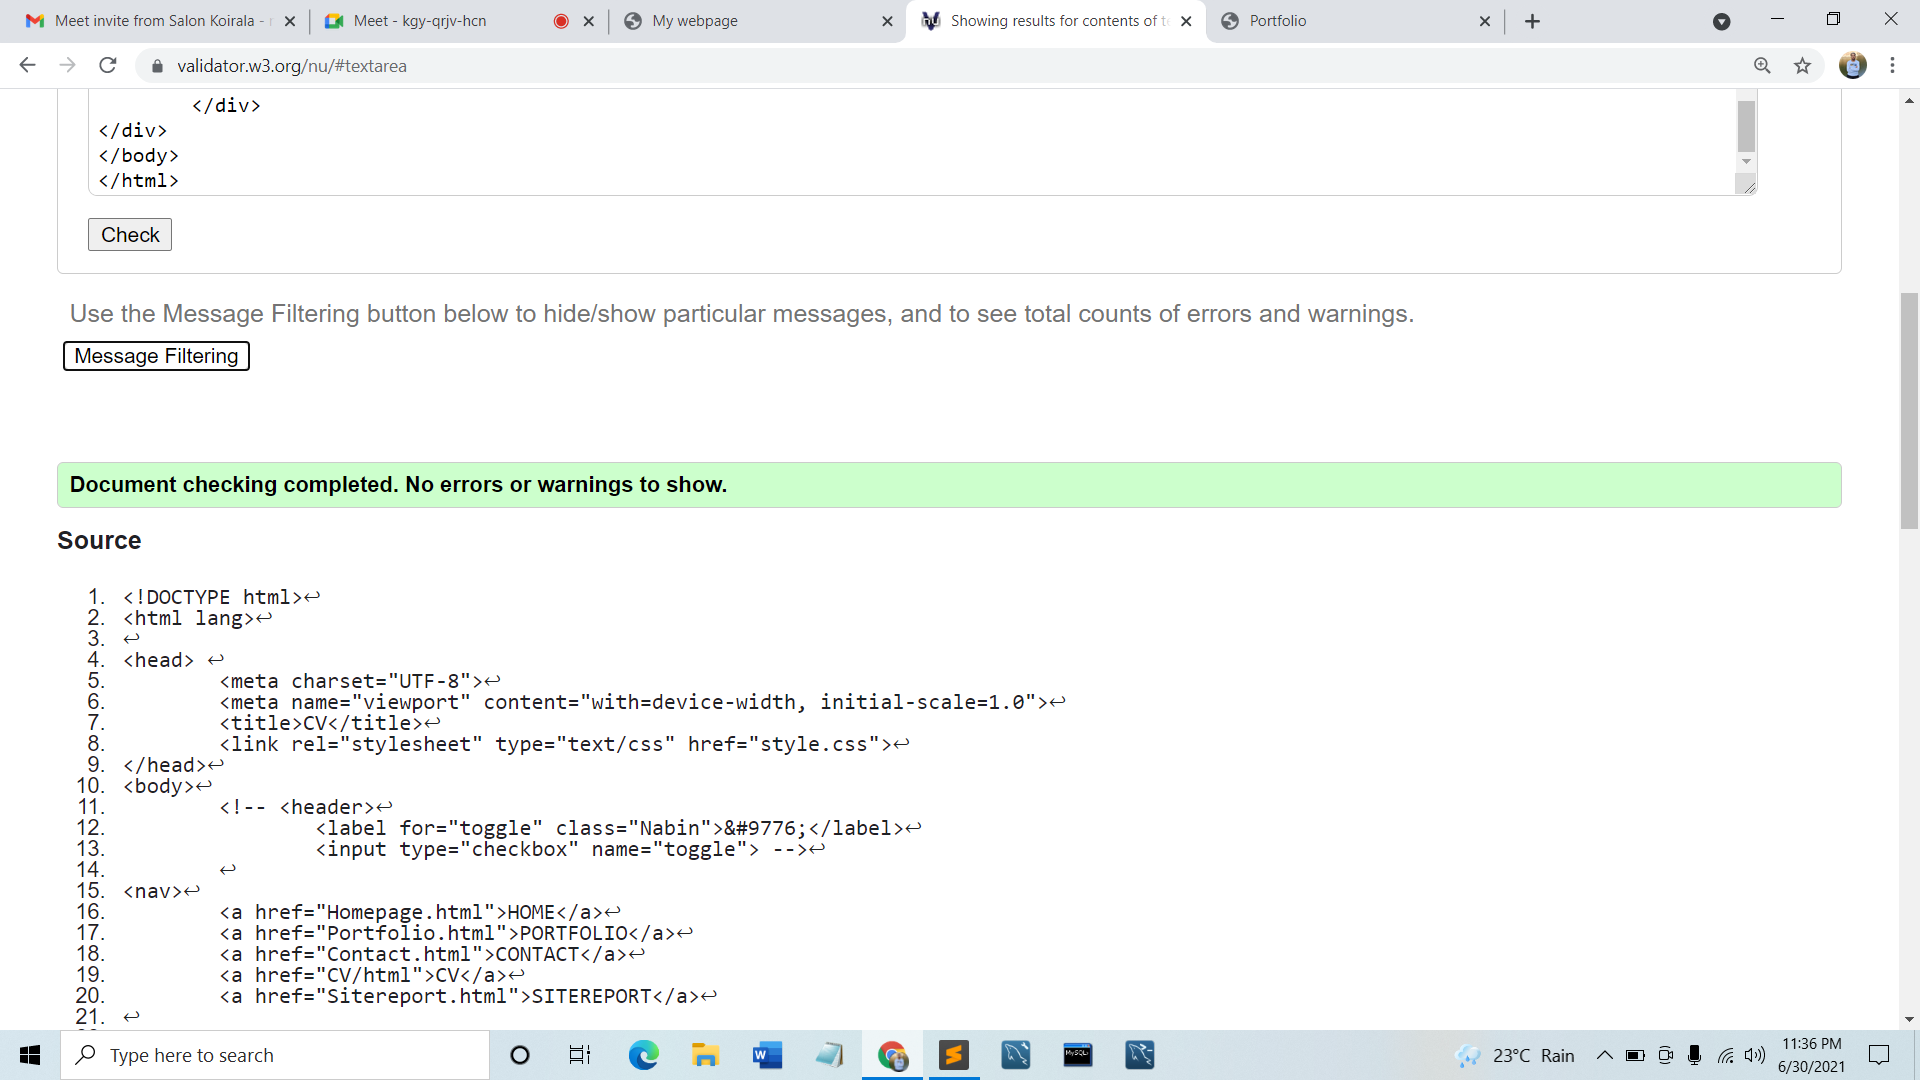 Meet invite from Salon Koirala -
Meet - kgy-qrjv-hcn
My webpage
Showing results for contents of te
Portfolio
validator.w3.org/nu/#textarea
</div>
</div>
</body>
</html>
Check
Use the Message Filtering button below to hide/show particular messages, and to see total counts of errors and warnings.
Message Filtering
Document checking completed. No errors or warnings to show.
Source
1. <!DOCTYPE html>↩
2. <html lang>↩
3. ↩
4. <head> ↩
5. <meta charset="UTF-8">↩
6. <meta name="viewport" content="with=device-width, initial-scale=1.0">↩
7. <title>CV</title>↩
8. <link rel="stylesheet" type="text/css" href="style.css">↩
9. </head>↩
10. <body>↩
11. <!-- <header>↩
12. <label for="toggle" class="Nabin">&#9776;</label>↩
13. <input type="checkbox" name="toggle"> -->↩
14. ↩
15. <nav>↩
16. <a href="Homepage.html">HOME</a>↩
17. <a href="Portfolio.html">PORTFOLIO</a>↩
18. <a href="Contact.html">CONTACT</a>↩
19. <a href="CV/html">CV</a>↩
20. <a href="Sitereport.html">SITEREPORT</a>↩
21. ↩
Type here to search
MySQL
23°C Rain
11:36 PM
6/30/2021